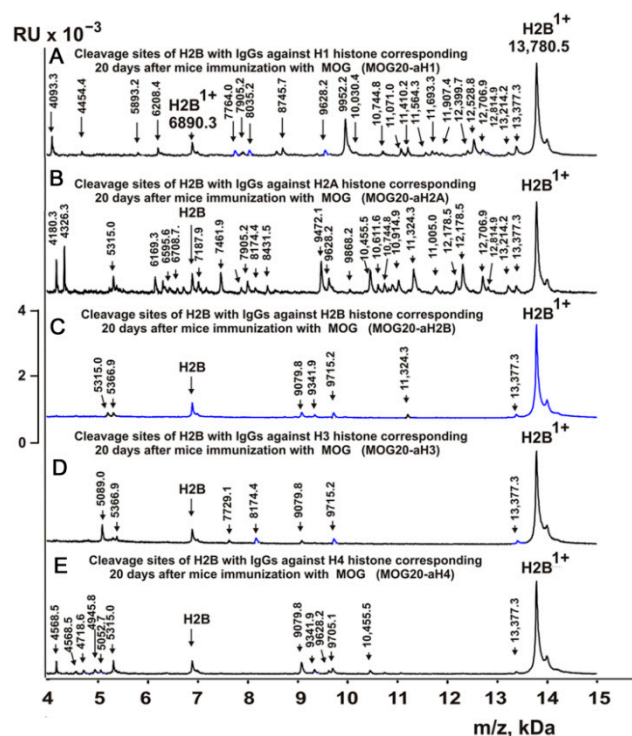 RU x 10⁻³
H2B¹⁺
13,780.5
A
Cleavage sites of H2B with IgGs against H1 histone corresponding
20 days after mice immunization with MOG (MOG20-aH1)
4093.3
4454.4
5893.2
6208.4
H2B¹⁺
6890.3
7764.0
7905.2
8035.2
8745.7
9628.2
9952.2
10,030.4
10,744.8
11,071.0
11,410.2
11,564.3
11,693.3
11,907.4
12,399.7
12,528.8
12,706.9
12,814.9
13,214.2
13,377.3
B
Cleavage sites of H2B with IgGs against H2A histone corresponding
20 days after mice immunization with MOG (MOG20-aH2A)
H2B¹⁺
4180.3
4326.3
5315.0
6169.3
6595.6
6708.7
H2B
7187.9
7461.9
7905.2
8174.4
8431.5
9472.1
9628.2
9868.2
10,455.5
10,611.6
10,744.8
10,914.9
11,324.3
11,005.0
12,178.5
12,178.5
12,706.9
12,814.9
13,214.2
13,377.3
4
2
0
C
Cleavage sites of H2B with IgGs against H2B histone corresponding
20 days after mice immunization with MOG (MOG20-aH2B)
H2B¹⁺
5315.0
5366.9
H2B
9079.8
9341.9
9715.2
11,324.3
13,377.3
D
Cleavage sites of H2B with IgGs against H3 histone corresponding
20 days after mice immunization with MOG (MOG20-aH3)
H2B¹⁺
5089.0
5366.9
H2B
7729.1
8174.4
9079.8
9715.2
13,377.3
E
Cleavage sites of H2B with IgGs against H4 histone corresponding
20 days after mice immunization with MOG (MOG20-aH4)
H2B¹⁺
4568.5
4568.5
4718.6
4945.8
5052.7
5315.0
H2B
9079.8
9341.9
9628.2
9705.1
10,455.5
13,377.3
4 5 6 7 8 9 10 11 12 13 14 15
m/z, kDa